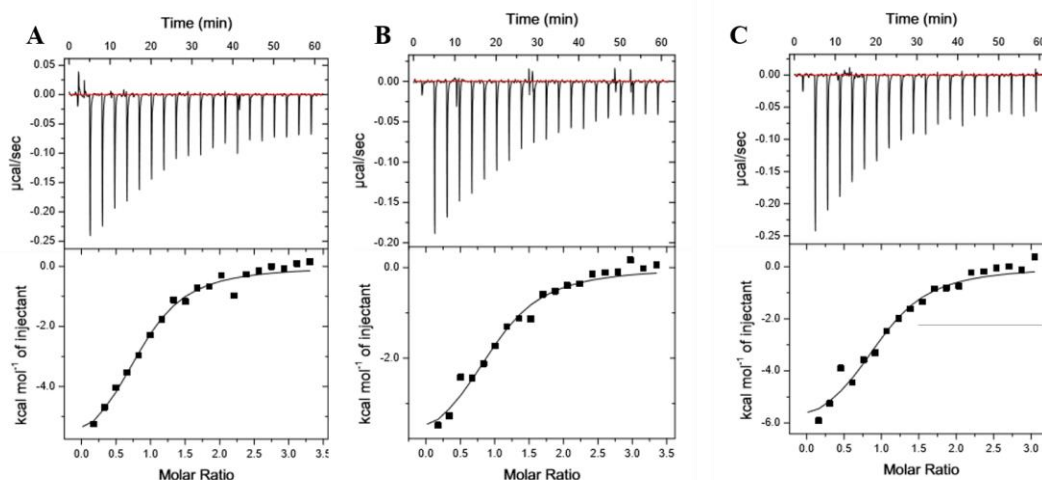 A
Time (min)
0 10 20 30 40 50 60
0.05
0.00
-0.05
-0.10
-0.15
-0.20
-0.25
µcal/sec
0.0
-2.0
-4.0
kcal mol⁻¹ of injectant
0.0 0.5 1.0 1.5 2.0 2.5 3.0 3.5
Molar Ratio
B
Time (min)
0 10 20 30 40 50 60
0.00
-0.05
-0.10
-0.15
-0.20
µcal/sec
0.0
-2.0
kcal mol⁻¹ of injectant
0.0 0.5 1.0 1.5 2.0 2.5 3.0 3.5
Molar Ratio
C
Time (min)
0 10 20 30 40 50 60
0.00
-0.05
-0.10
-0.15
-0.20
-0.25
µcal/sec
0.0
-2.0
-4.0
-6.0
kcal mol⁻¹ of injectant
0.0 0.5 1.0 1.5 2.0 2.5 3.0
Molar Ratio